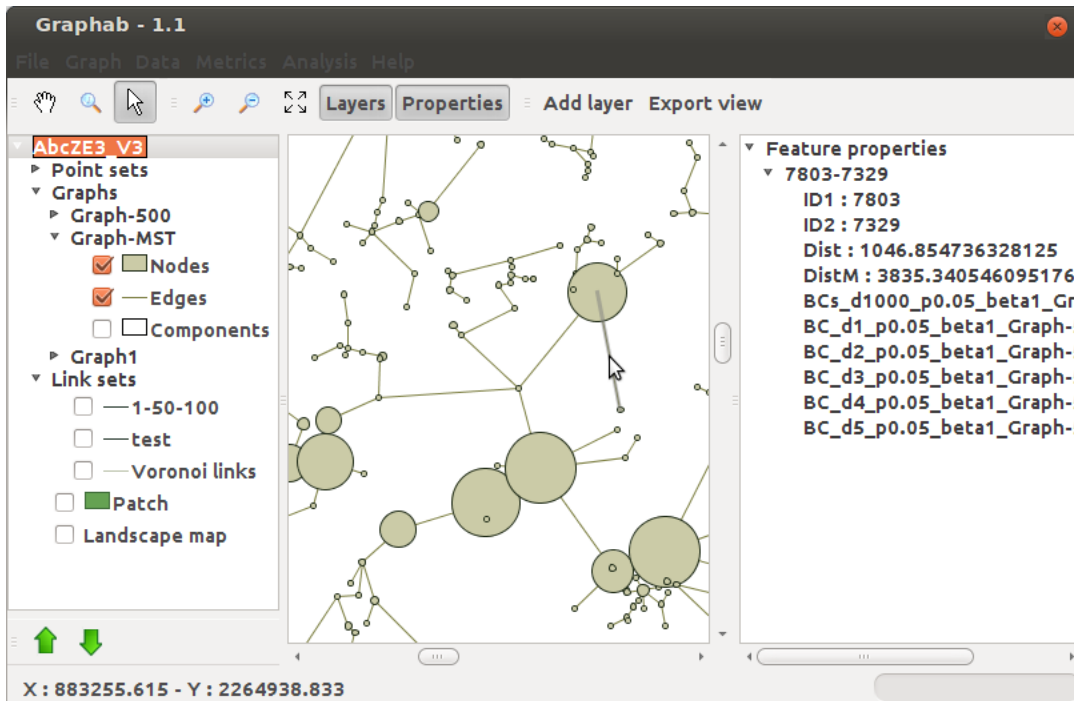 Graphab - 1.1
File Graph Data Metrics Analysis Help
Layers Properties Add layer Export view
AbcZE3_V3
Point sets
Graphs
Graph-500
Graph-MST
Nodes
Edges
Components
Graph1
Link sets
1-50-100
test
Voronoi links
Patch
Landscape map
Feature properties
7803-7329
ID1 : 7803
ID2 : 7329
Dist : 1046.854736328125
DistM : 3835.340546095176
BCs_d1000_p0.05_beta1_Gr
BC_d1_p0.05_beta1_Graph-
BC_d2_p0.05_beta1_Graph-
BC_d3_p0.05_beta1_Graph-
BC_d4_p0.05_beta1_Graph-
BC_d5_p0.05_beta1_Graph-
X : 883255.615 - Y : 2264938.833